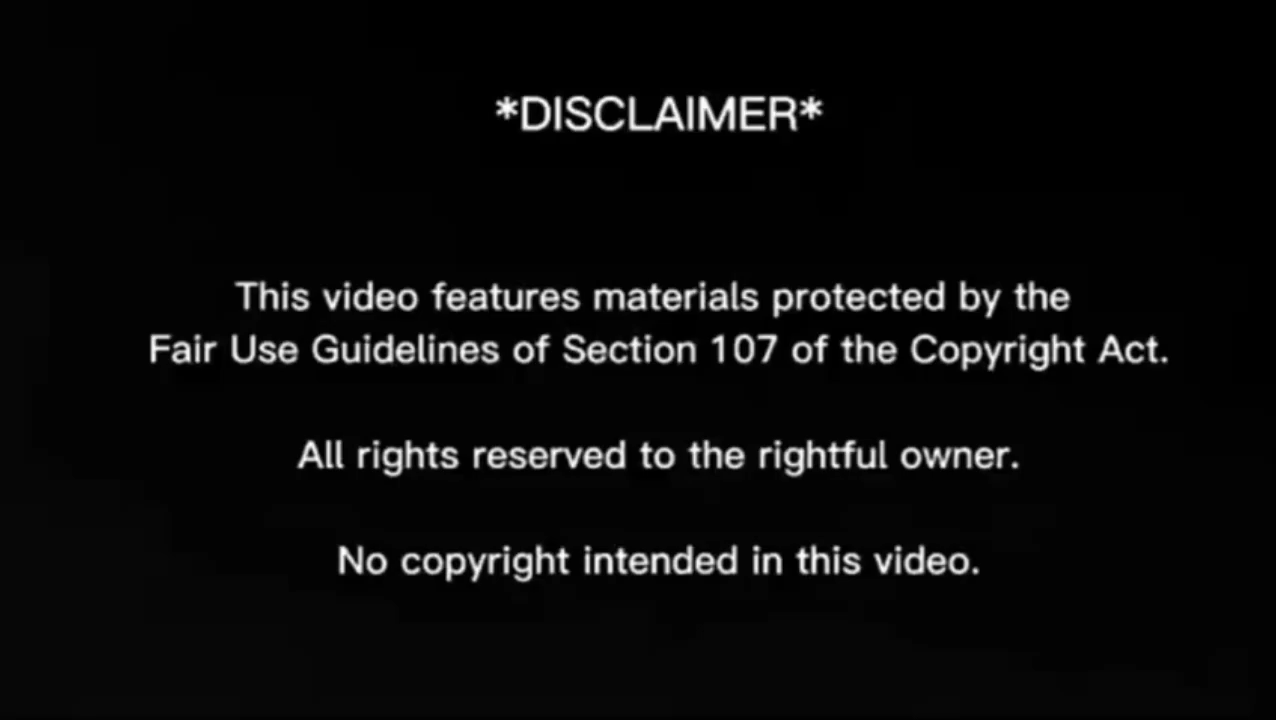 *DISCLAIMER*
This video features materials protected by the
Fair Use Guidelines of Section 107 of the Copyright Act.
All rights reserved to the rightful owner.
No copyright intended in this video.